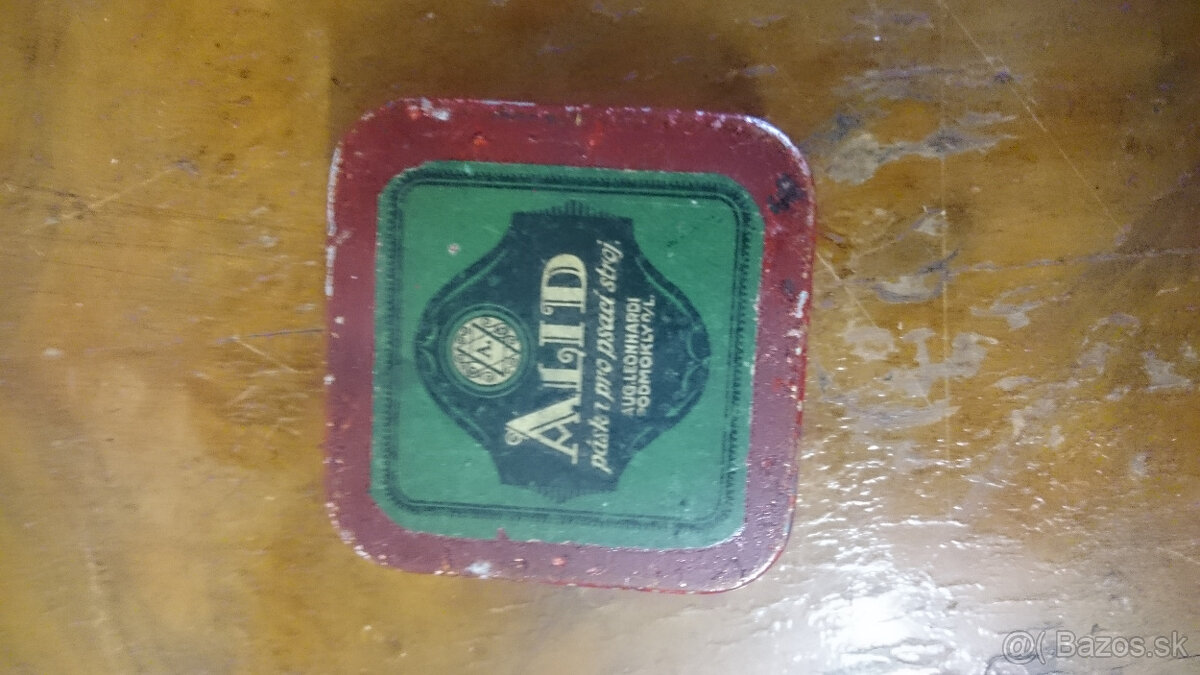 ALID
pásky pro psací stroj.
AUG. LEONHARDI
PODMOKLY º/L.
@( Bazos.sk